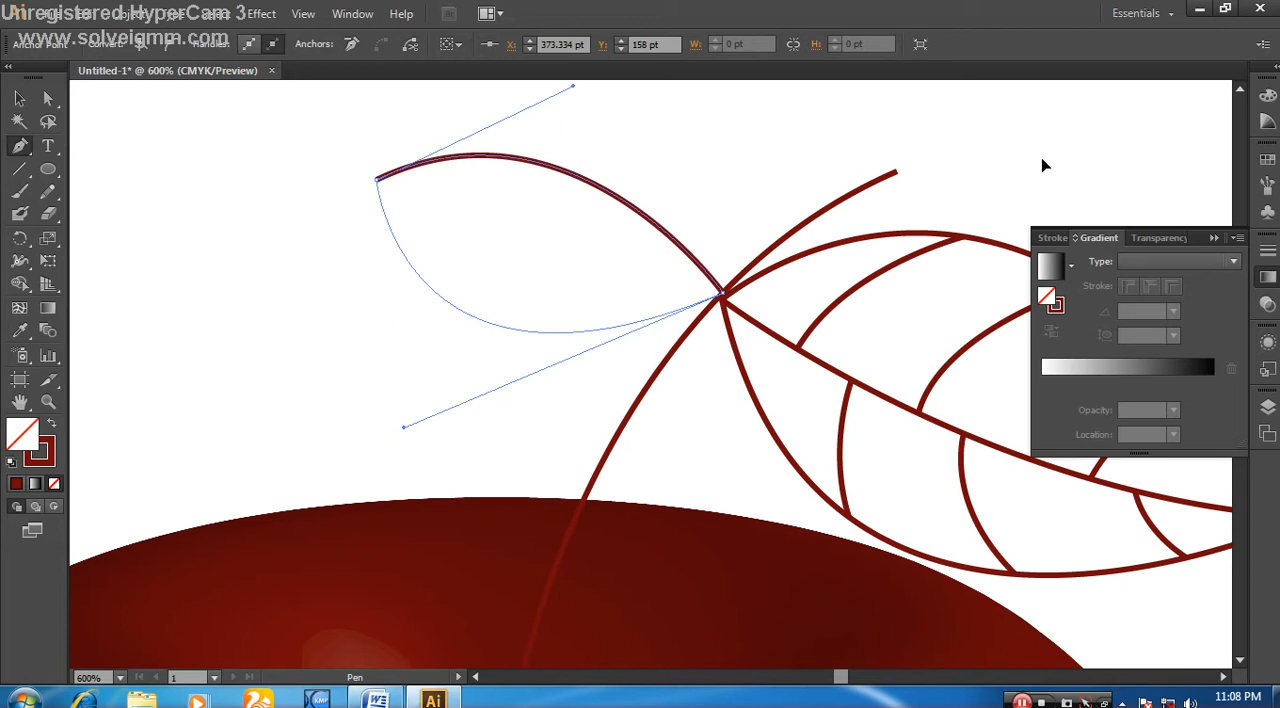 Unregistered HyperCam 3
Effect View Window Help Essentials
www.solveigmm.com
Anchor Point Convert: Handles: Anchors: X: 373.334 pt Y: 158 pt W: 0 pt H: 0 pt
Untitled-1* @ 600% (CMYK/Preview) ×
Stroke Gradient Transparency
Type:
Stroke:
Opacity:
Location:
600% 1 Pen
11:08 PM